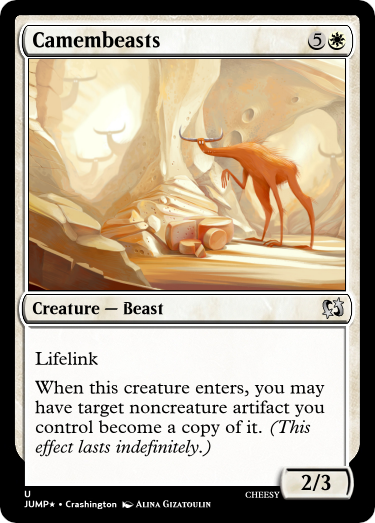 Camembeasts 5
Creature — Beast
Lifelink
When this creature enters, you may
have target noncreature artifact you
control become a copy of it. (This
effect lasts indefinitely.)
2/3
U
JUMP★ • Crashington Alina Gizatoulin
CHEESY